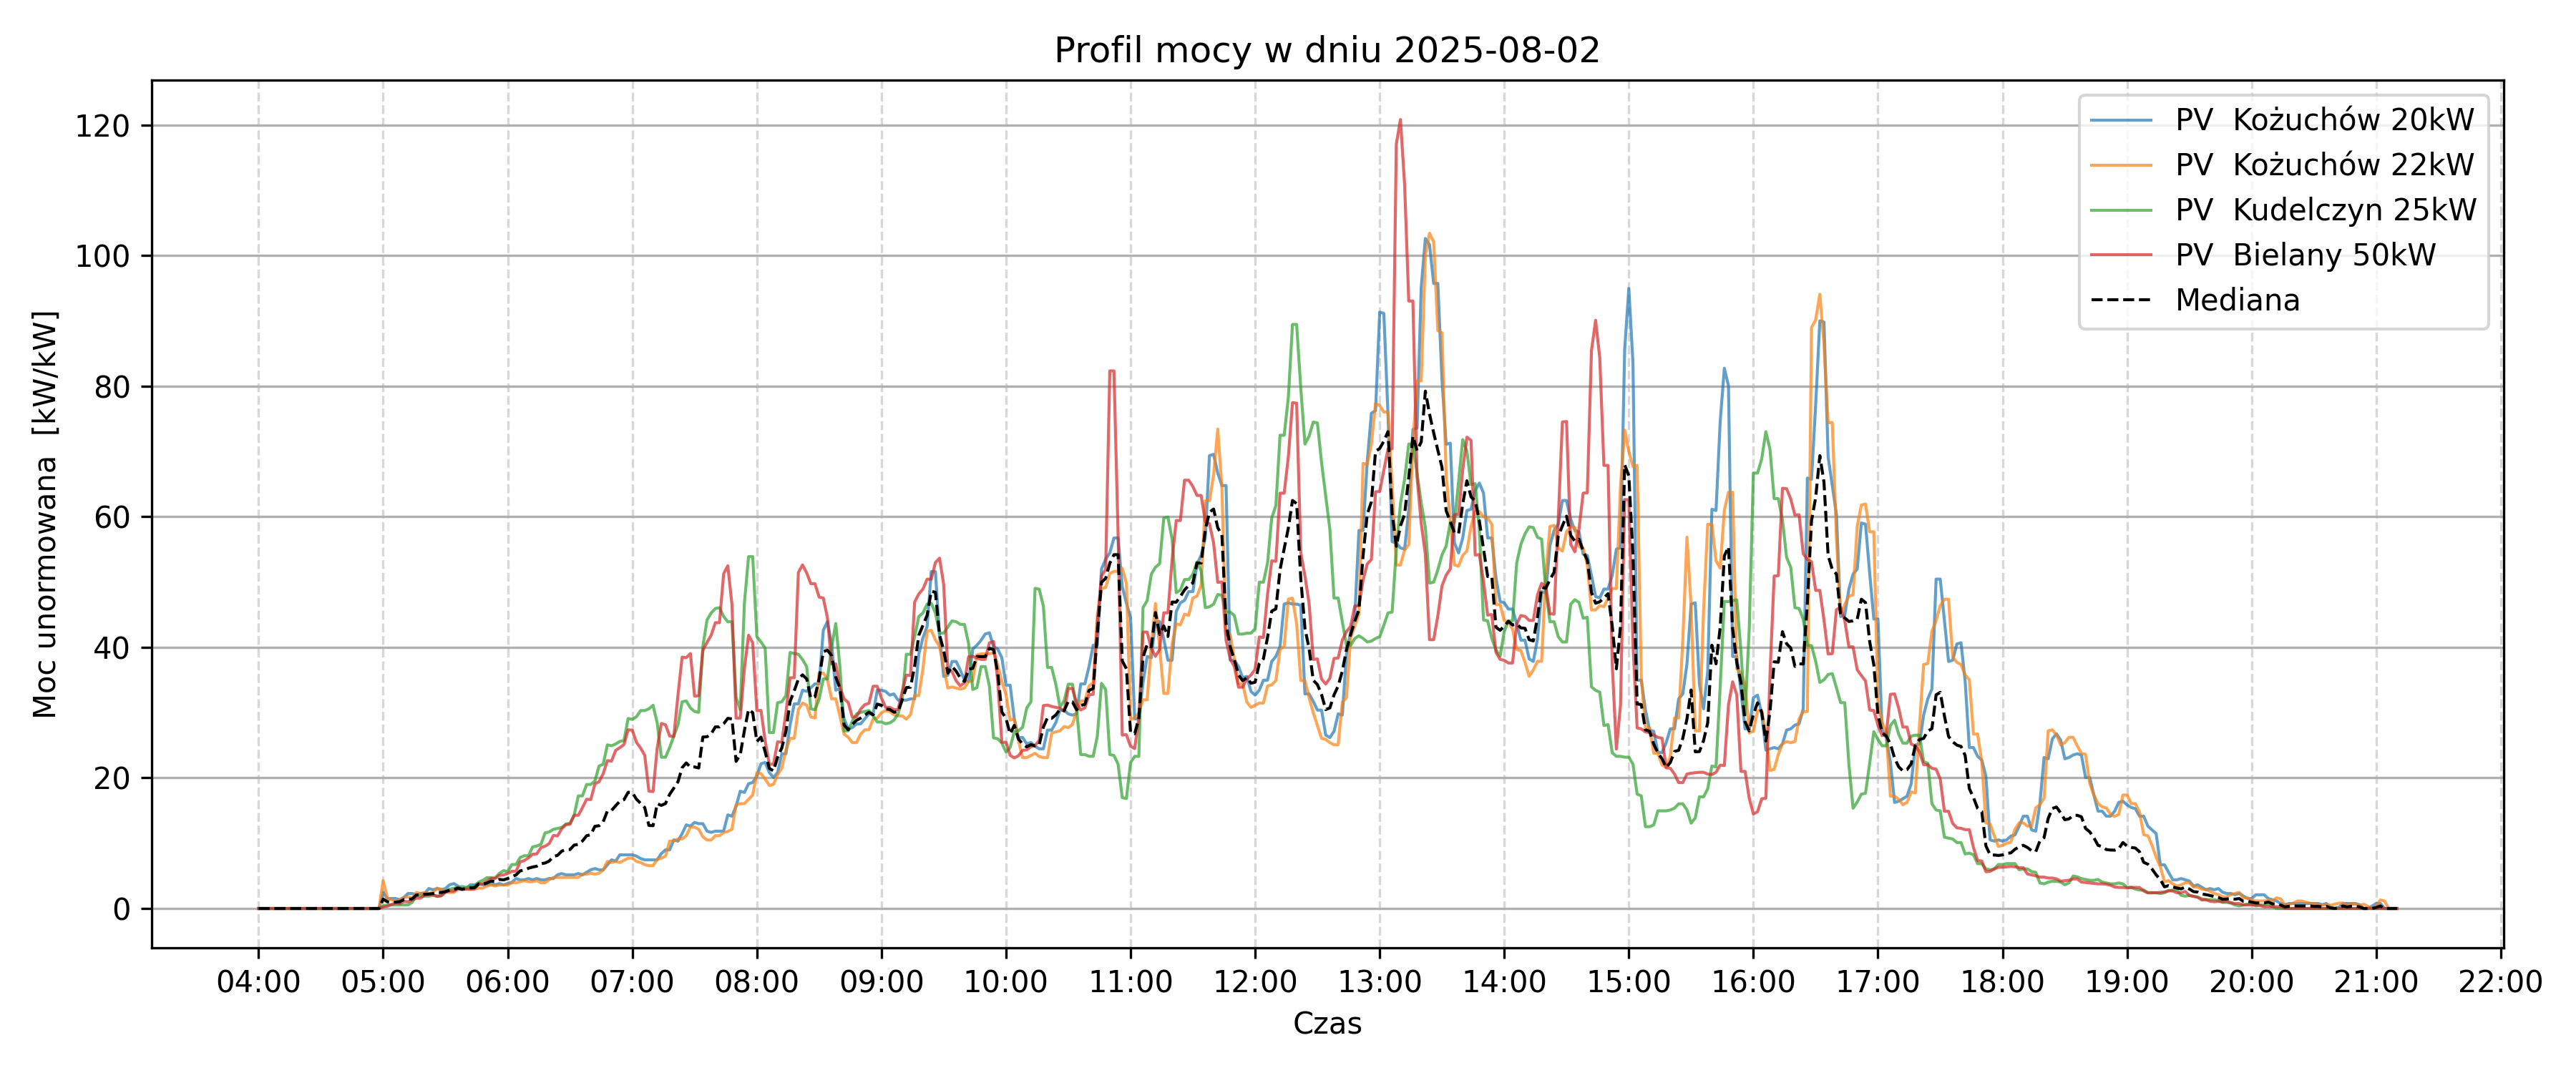 Profil mocy w dniu 2025-08-02
Moc unormowana  [kW/kW]
120
100
80
60
40
20
0
PV  Kożuchów 20kW
PV  Kożuchów 22kW
PV  Kudelczyn 25kW
PV  Bielany 50kW
Mediana
04:00 05:00 06:00 07:00 08:00 09:00 10:00 11:00 12:00 13:00 14:00 15:00 16:00 17:00 18:00 19:00 20:00 21:00 22:00
Czas